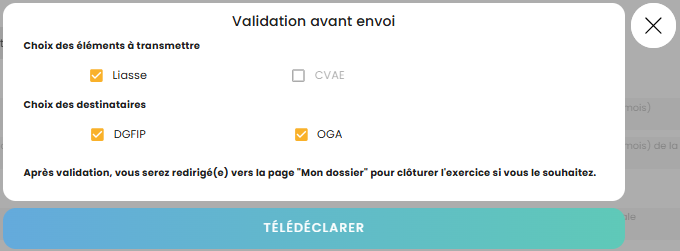 Validation avant envoi
Choix des éléments à transmettre
Liasse CVAE
Choix des destinataires
DGFIP OGA
mois)
mois) de la
Après validation, vous serez redirigé(e) vers la page "Mon dossier" pour clôturer l'exercice si vous le souhaitez.
TÉLÉDÉCLARER